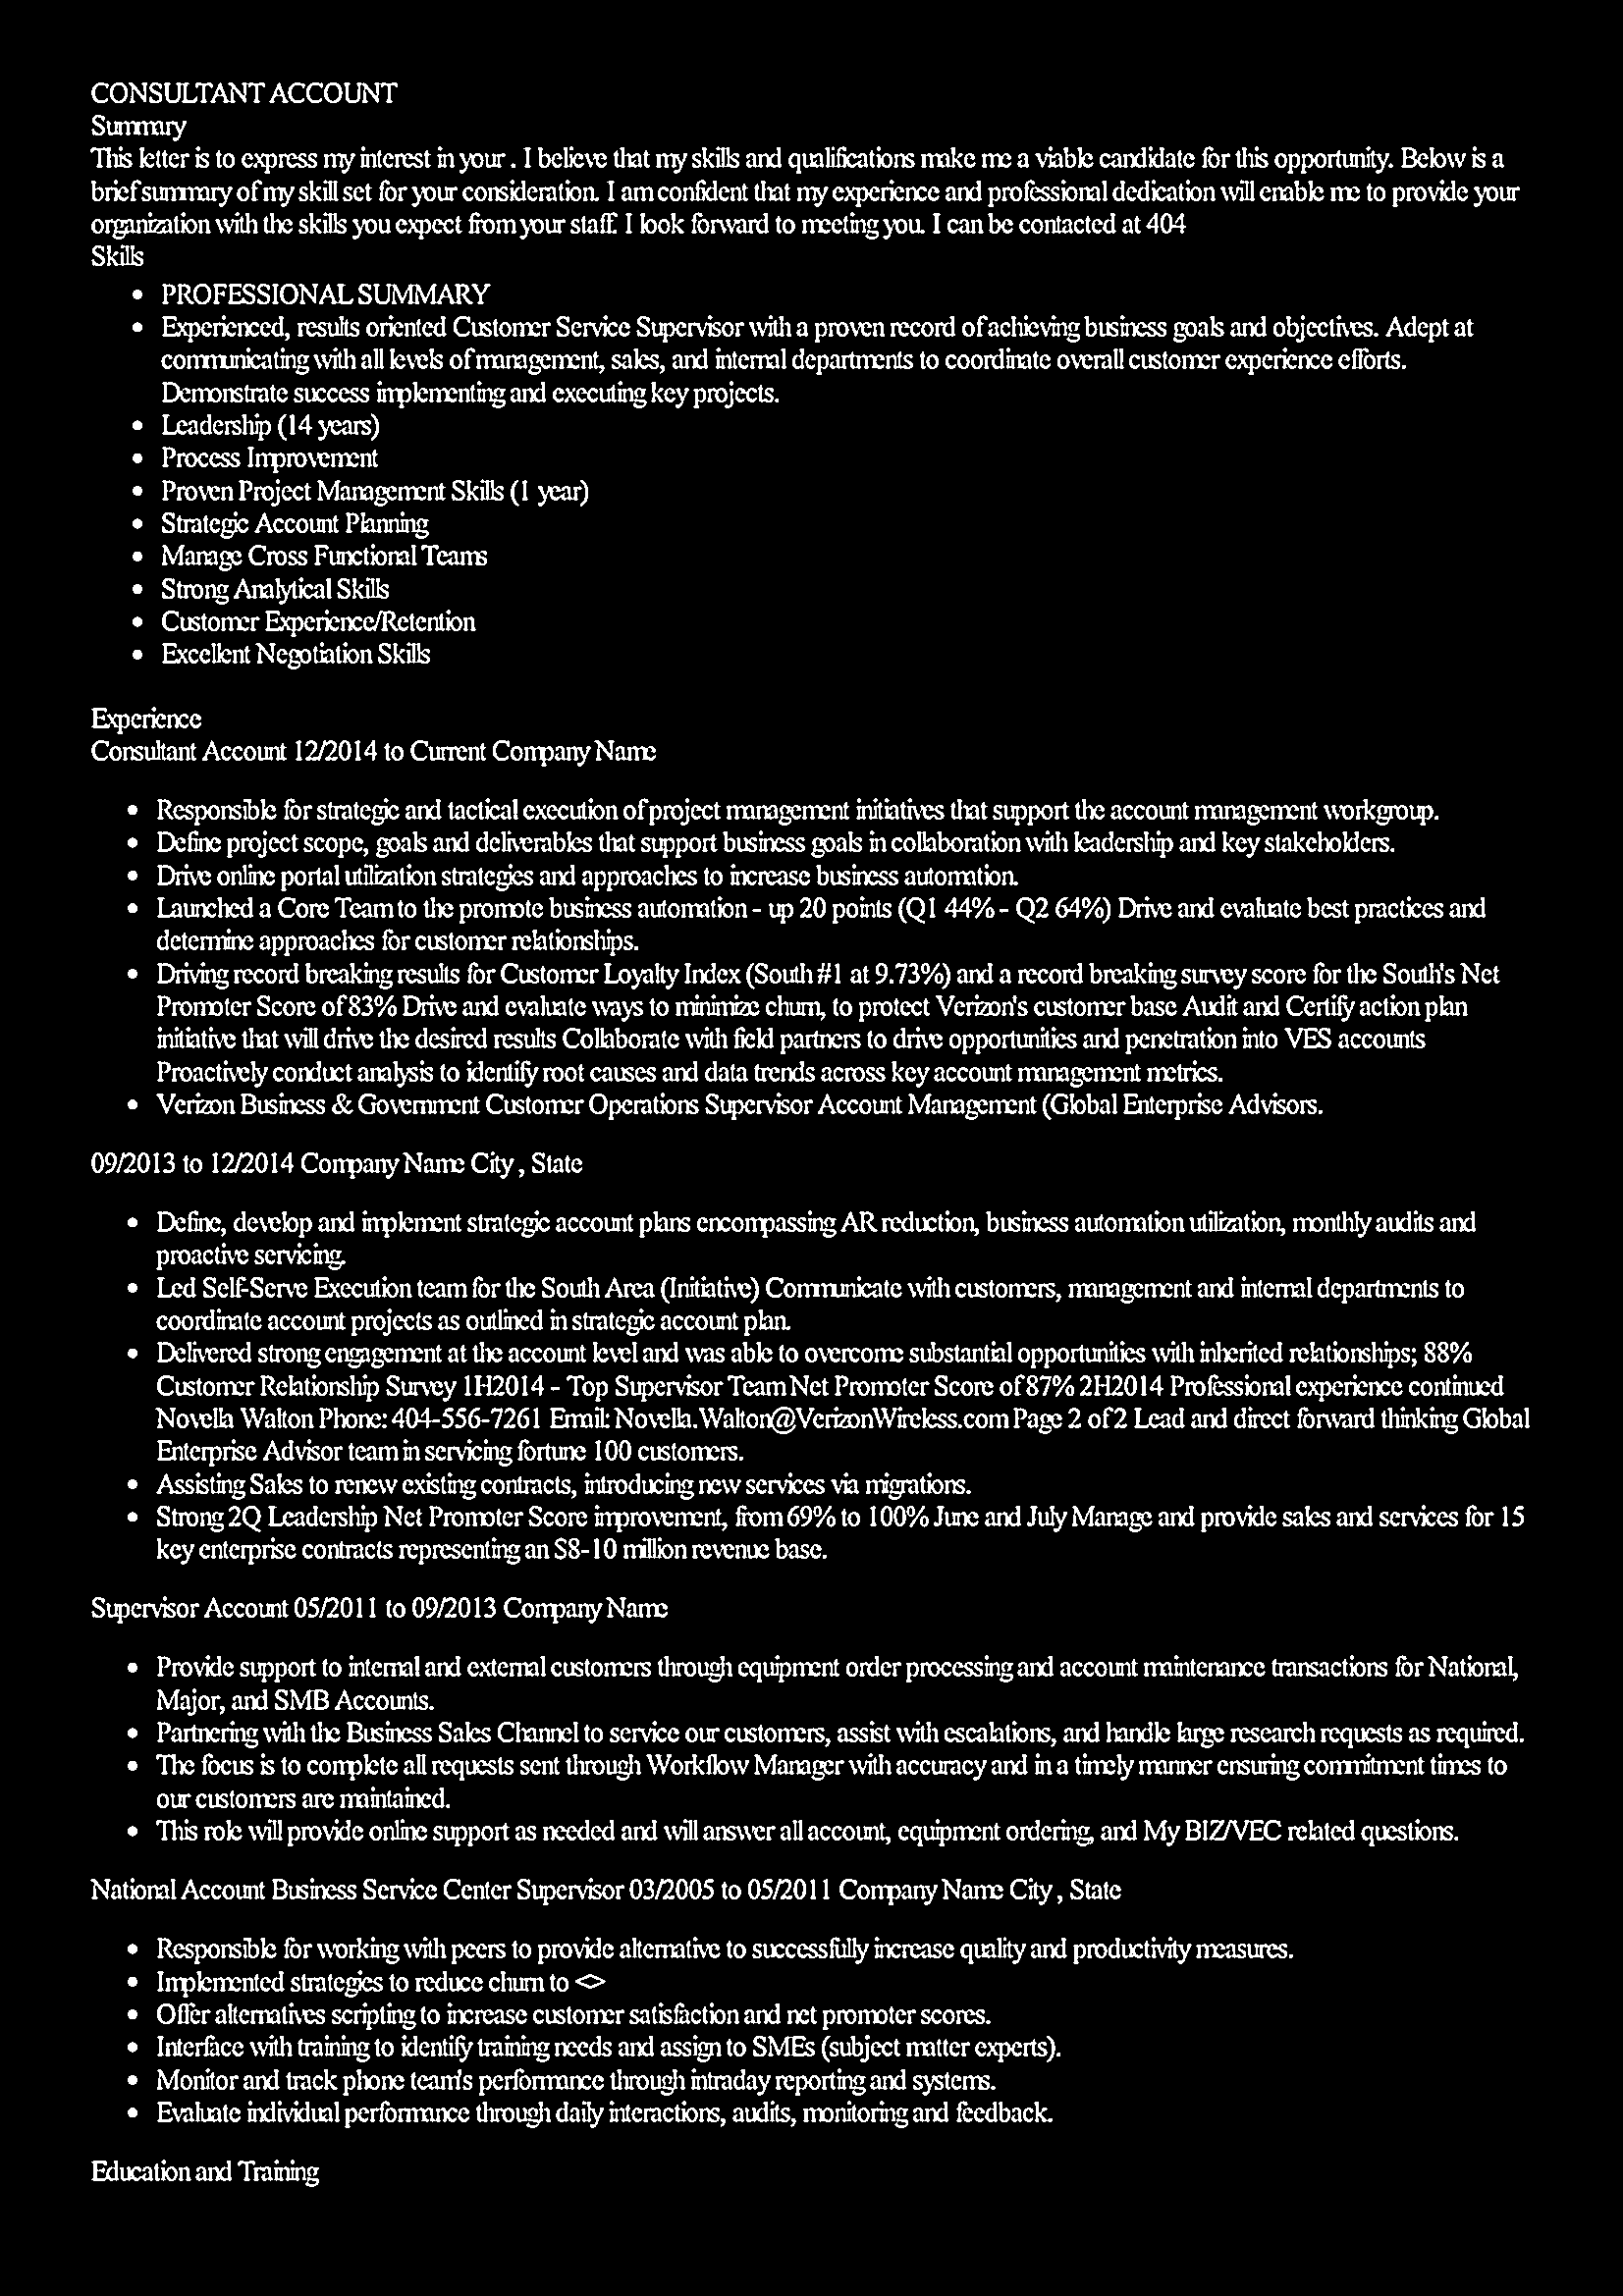 CONSULTANT ACCOUNT
Summary
This letter is to express my interest in your . I believe that my skills and qualifications make me a viable candidate for this opportunity. Below is a
brief summary of my skill set for your consideration. I am confident that my experience and professional dedication will enable me to provide your
organization with the skills you expect from your staff. I look forward to meeting you. I can be contacted at 404
Skills
• PROFESSIONAL SUMMARY
• Experienced, results oriented Customer Service Supervisor with a proven record of achieving business goals and objectives. Adept at
communicating with all levels of management, sales, and internal departments to coordinate overall customer experience efforts.
Demonstrate success implementing and executing key projects.
• Leadership (14 years)
• Process Improvement
• Proven Project Management Skills (1 year)
• Strategic Account Planning
• Manage Cross Functional Teams
• Strong Analytical Skills
• Customer Experience/Retention
• Excellent Negotiation Skills
Experience
Consultant Account 12/2014 to Current Company Name
• Responsible for strategic and tactical execution of project management initiatives that support the account management workgroup.
• Define project scope, goals and deliverables that support business goals in collaboration with leadership and key stakeholders.
• Drive online portal utilization strategies and approaches to increase business automation.
• Launched a Core Team to the promote business automation - up 20 points (Q1 44% - Q2 64%) Drive and evaluate best practices and
determine approaches for customer relationships.
• Driving record breaking results for Customer Loyalty Index (South #1 at 9.73%) and a record breaking survey score for the South's Net
Promoter Score of 83% Drive and evaluate ways to minimize churn, to protect Verizon's customer base Audit and Certify action plan
initiative that will drive the desired results Collaborate with field partners to drive opportunities and penetration into VES accounts
Proactively conduct analysis to identify root causes and data trends across key account management metrics.
• Verizon Business & Government Customer Operations Supervisor Account Management (Global Enterprise Advisors.
09/2013 to 12/2014 Company Name City , State
• Define, develop and implement strategic account plans encompassing AR reduction, business automation utilization, monthly audits and
proactive servicing.
• Led Self-Serve Execution team for the South Area (Initiative) Communicate with customers, management and internal departments to
coordinate account projects as outlined in strategic account plan.
• Delivered strong engagement at the account level and was able to overcome substantial opportunities with inherited relationships; 88%
Customer Relationship Survey 1H2014 - Top Supervisor Team Net Promoter Score of 87% 2H2014 Professional experience continued
Novella Walton Phone: 404-556-7261 Email: Novella.Walton@VerizonWireless.com Page 2 of 2 Lead and direct forward thinking Global
Enterprise Advisor team in servicing fortune 100 customers.
• Assisting Sales to renew existing contracts, introducing new services via migrations.
• Strong 2Q Leadership Net Promoter Score improvement, from 69% to 100% June and July Manage and provide sales and services for 15
key enterprise contracts representing an $8-10 million revenue base.
Supervisor Account 05/2011 to 09/2013 Company Name
• Provide support to internal and external customers through equipment order processing and account maintenance transactions for National,
Major, and SMB Accounts.
• Partnering with the Business Sales Channel to service our customers, assist with escalations, and handle large research requests as required.
• The focus is to complete all requests sent through Workflow Manager with accuracy and in a timely manner ensuring commitment times to
our customers are maintained.
• This role will provide online support as needed and will answer all account, equipment ordering, and My BIZ/VEC related questions.
National Account Business Service Center Supervisor 03/2005 to 05/2011 Company Name City , State
• Responsible for working with peers to provide alternative to successfully increase quality and productivity measures.
• Implemented strategies to reduce churn to <>
• Offer alternatives scripting to increase customer satisfaction and net promoter scores.
• Interface with training to identify training needs and assign to SMEs (subject matter experts).
• Monitor and track phone team's performance through intraday reporting and systems.
• Evaluate individual performance through daily interactions, audits, monitoring and feedback.
Education and Training